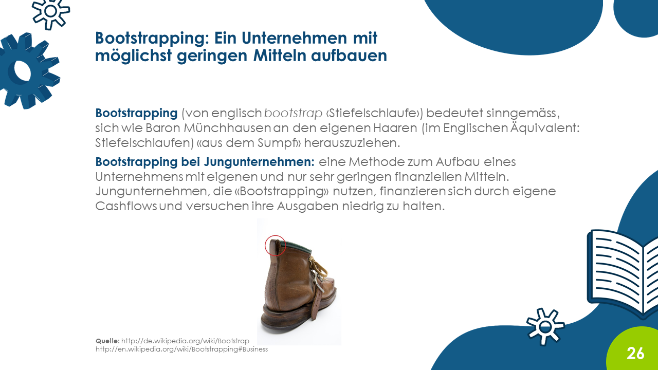 Bootstrapping: Ein Unternehmen mit
möglichst geringen Mitteln aufbauen
Bootstrapping (von englisch bootstrap ‹Stiefelschlaufe›) bedeutet sinngemäss,
sich wie Baron Münchhausen an den eigenen Haaren (im Englischen Äquivalent:
Stiefelschlaufen) «aus dem Sumpf» herauszuziehen.
Bootstrapping bei Jungunternehmen: eine Methode zum Aufbau eines
Unternehmens mit eigenen und nur sehr geringen finanziellen Mitteln.
Jungunternehmen, die «Bootstrapping» nutzen, finanzieren sich durch eigene
Cashflows und versuchen ihre Ausgaben niedrig zu halten.
Quelle: http://de.wikipedia.org/wiki/Bootstrap
http://en.wikipedia.org/wiki/Bootstrapping#Business
26